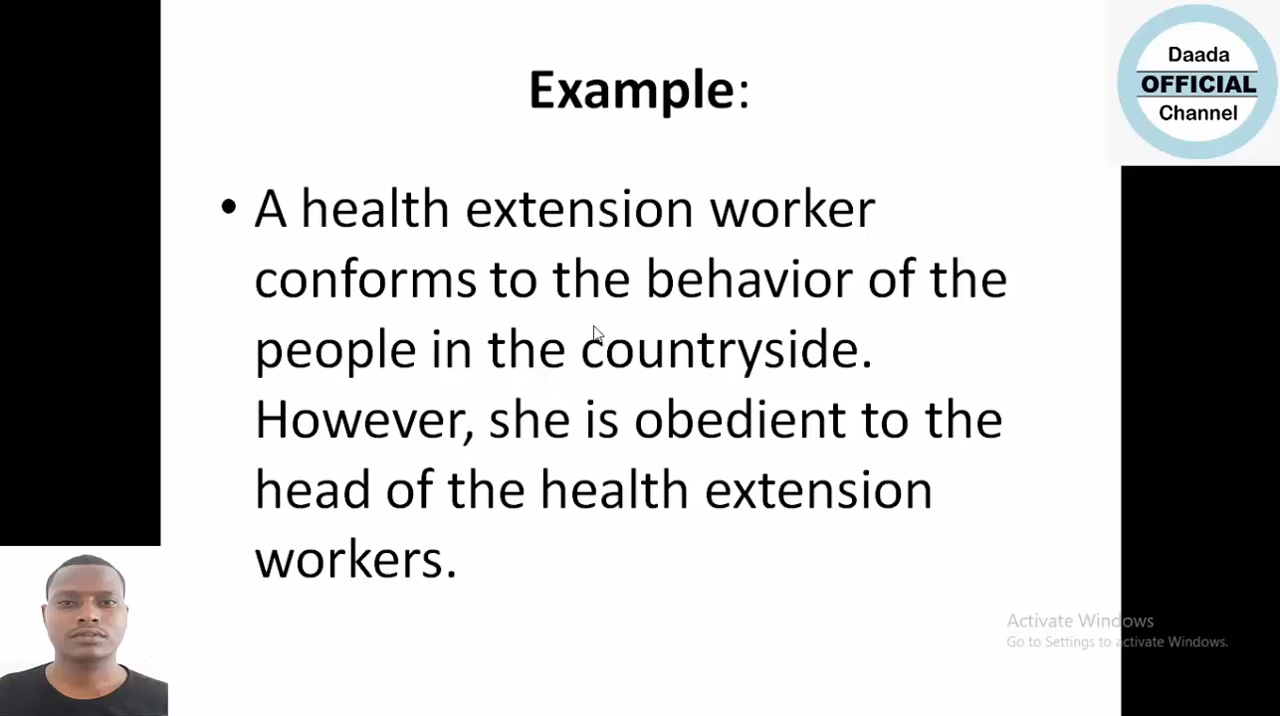 Daada
OFFICIAL
Channel
Example:
• A health extension worker
conforms to the behavior of the
people in the countryside.
However, she is obedient to the
head of the health extension
workers.
Activate Windows
Go to Settings to activate Windows.